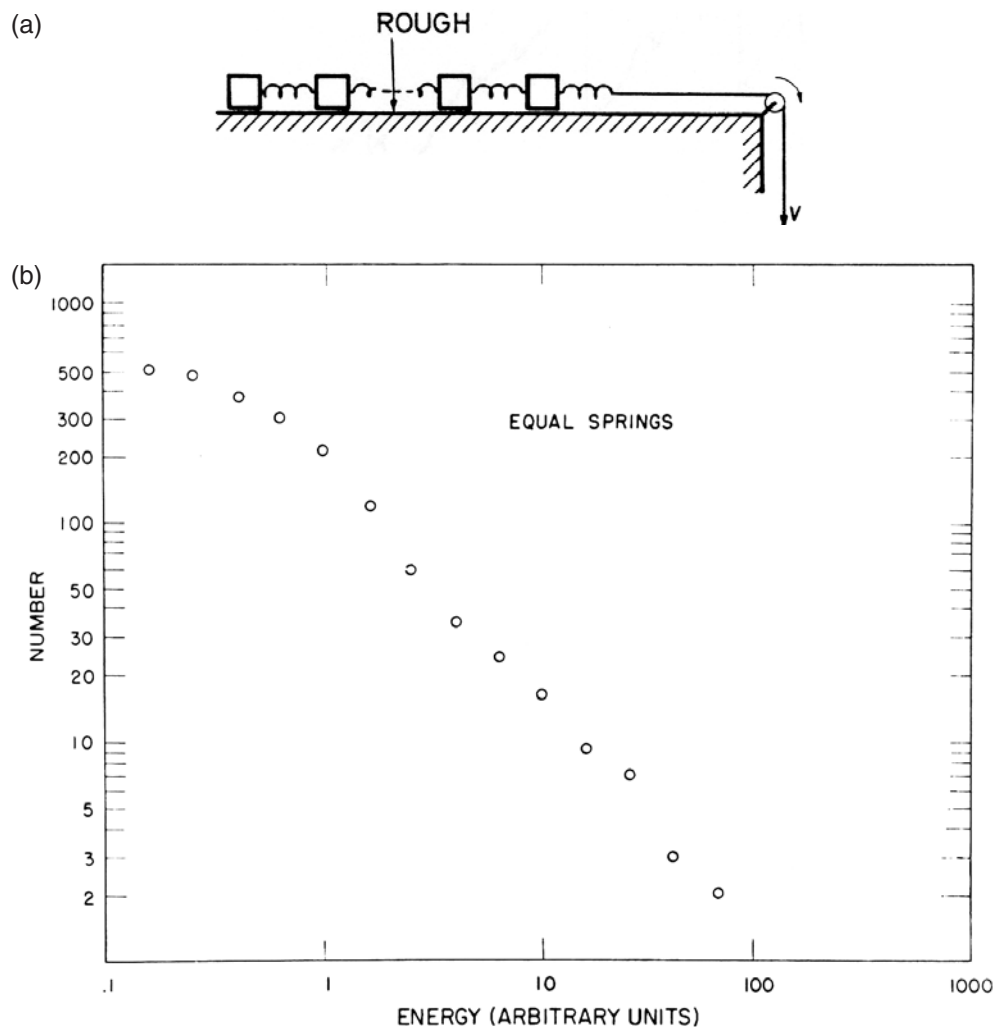 (a)
ROUGH
V
(b)
1000
500
300
200
100
50
30
20
10
5
3
2
NUMBER
EQUAL SPRINGS
.1 1 10 100 1000
ENERGY (ARBITRARY UNITS)